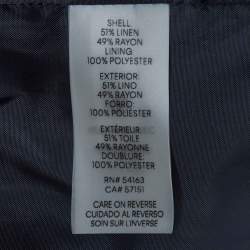 SHELL
51% LINEN
49% RAYON
LINING
100% POLYESTER
EXTERIOR:
51% LINO
49% RAYON
FORRO:
100% POLIESTER
EXTÉRIEUR:
51% TOILE
49% RAYONNE
DOUBLURE:
100% POLYESTER
RN# 54163
CA# 57151
CARE ON REVERSE
CUIDADO AL REVERSO
SOIN SUR L'INVERSE